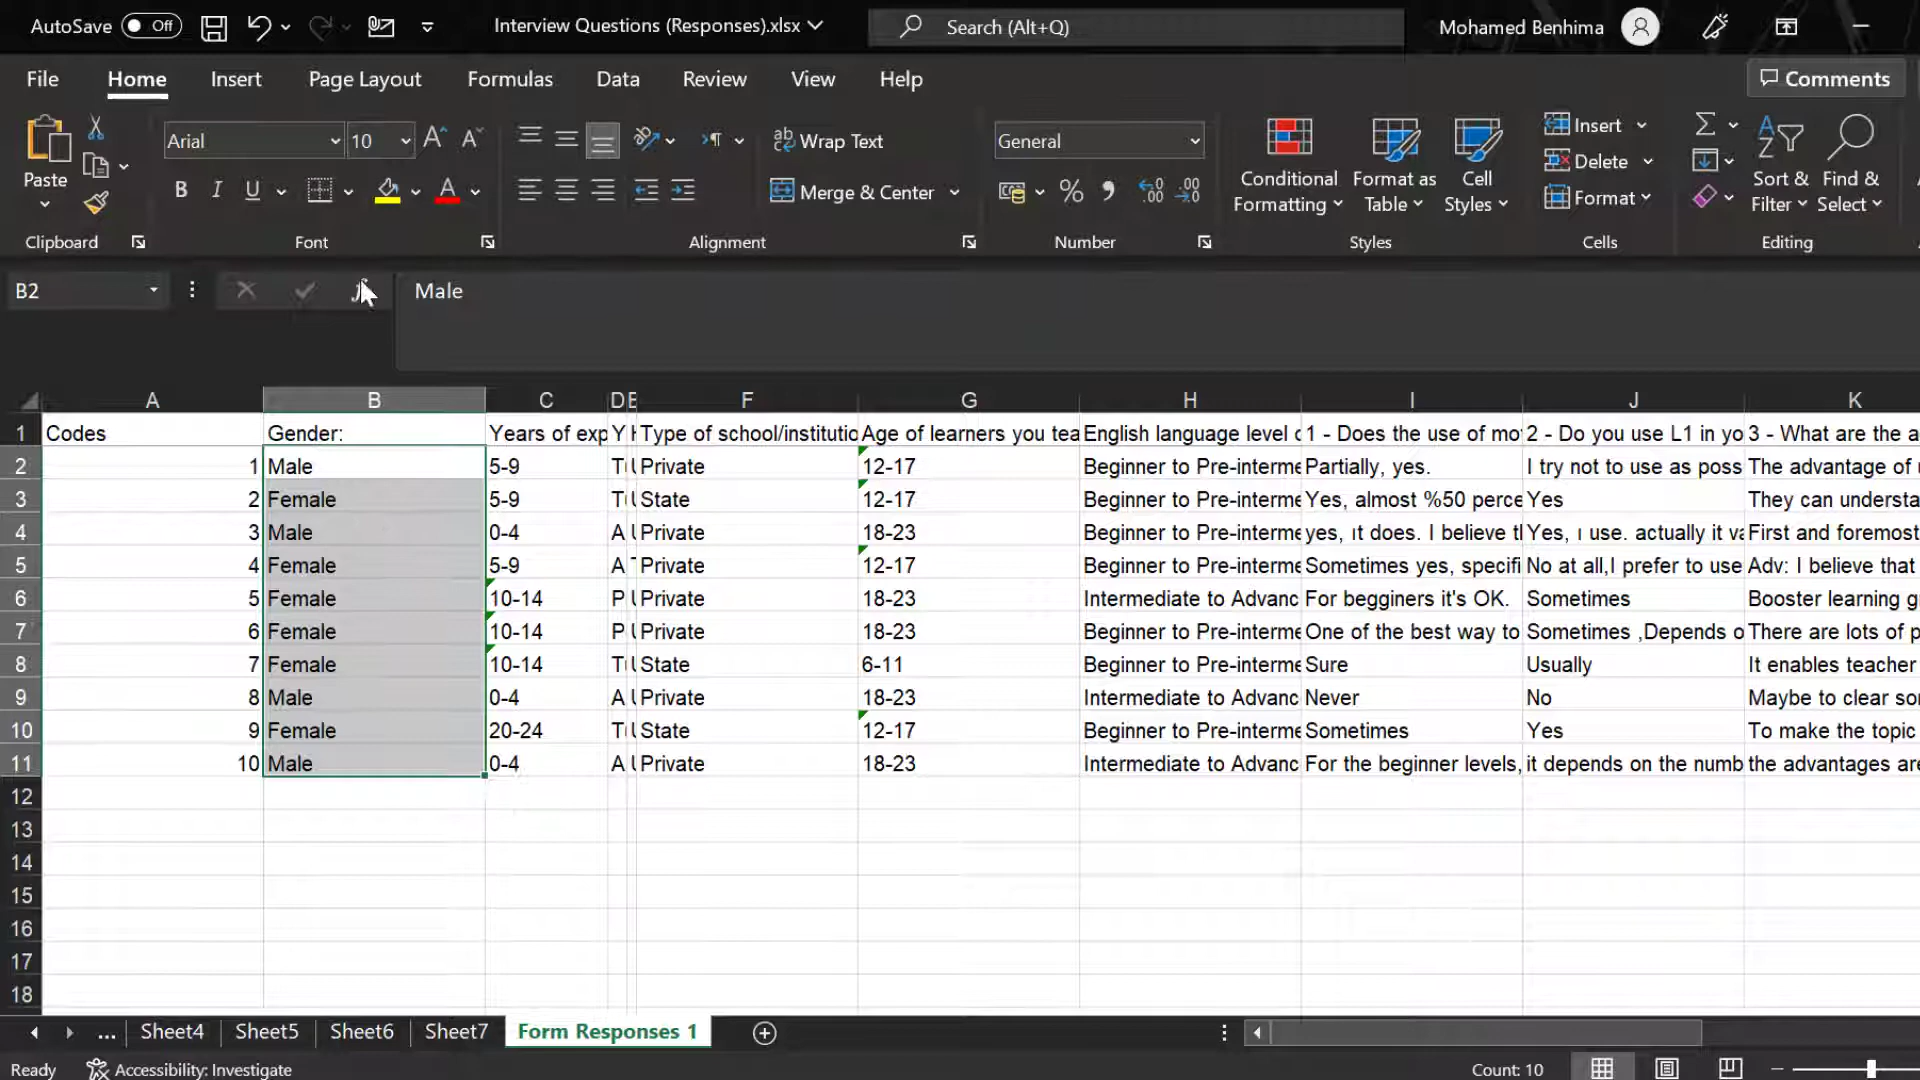 AutoSave Off Interview Questions (Responses).xlsx Search (Alt+Q) Mohamed Benhima
File Home Insert Page Layout Formulas Data Review View Help Comments
Paste Arial 10 Wrap Text General Conditional Formatting Format as Table Cell Styles Insert Sort & Filter Find & Select
Merge & Center Delete
Format
Clipboard Font Alignment Number Styles Cells Editing
B2 Male
A B C D E F G H I J K
1 Codes Gender: Years of exp Y H Type of school/institutio Age of learners you tea English language level o 1 - Does the use of mo 2 - Do you use L1 in yo 3 - What are the a
2 1 Male 5-9 Private 12-17 Beginner to Pre-interme Partially, yes. I try not to use as poss The advantage of
3 2 Female 5-9 State 12-17 Beginner to Pre-interme Yes, almost %50 perce Yes They can understa
4 3 Male 0-4 A Private 18-23 Beginner to Pre-interme yes, ıt does. I believe Yes, ı use. actually it va First and foremost
5 4 Female 5-9 A Private 12-17 Beginner to Pre-interme Sometimes yes, specifi No at all,I prefer to use Adv: I believe that
6 5 Female 10-14 P Private 18-23 Intermediate to Advanc For begginers it's OK. Sometimes Booster learning g
7 6 Female 10-14 P Private 18-23 Beginner to Pre-interme One of the best way to Sometimes ,Depends o There are lots of p
8 7 Female 10-14 State 6-11 Beginner to Pre-interme Sure Usually It enables teacher
9 8 Male 0-4 A Private 18-23 Intermediate to Advanc Never No Maybe to clear so
10 9 Female 20-24 State 12-17 Beginner to Pre-interme Sometimes Yes To make the topic
11 10 Male 0-4 A Private 18-23 Intermediate to Advanc For the beginner levels, it depends on the numb the advantages are
12
13
14
15
16
17
18
... Sheet4 Sheet5 Sheet6 Sheet7 Form Responses 1
Ready Accessibility: Investigate Count: 10